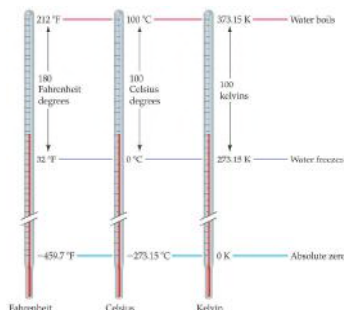 212 °F 100 °C 373.15 K Water boils
180
Fahrenheit
degrees
100
Celsius
degrees
100
kelvins
32 °F 0 °C 273.15 K Water freezes
−459.7 °F −273.15 °C 0 K Absolute zero
Fahrenheit Celsius Kelvin